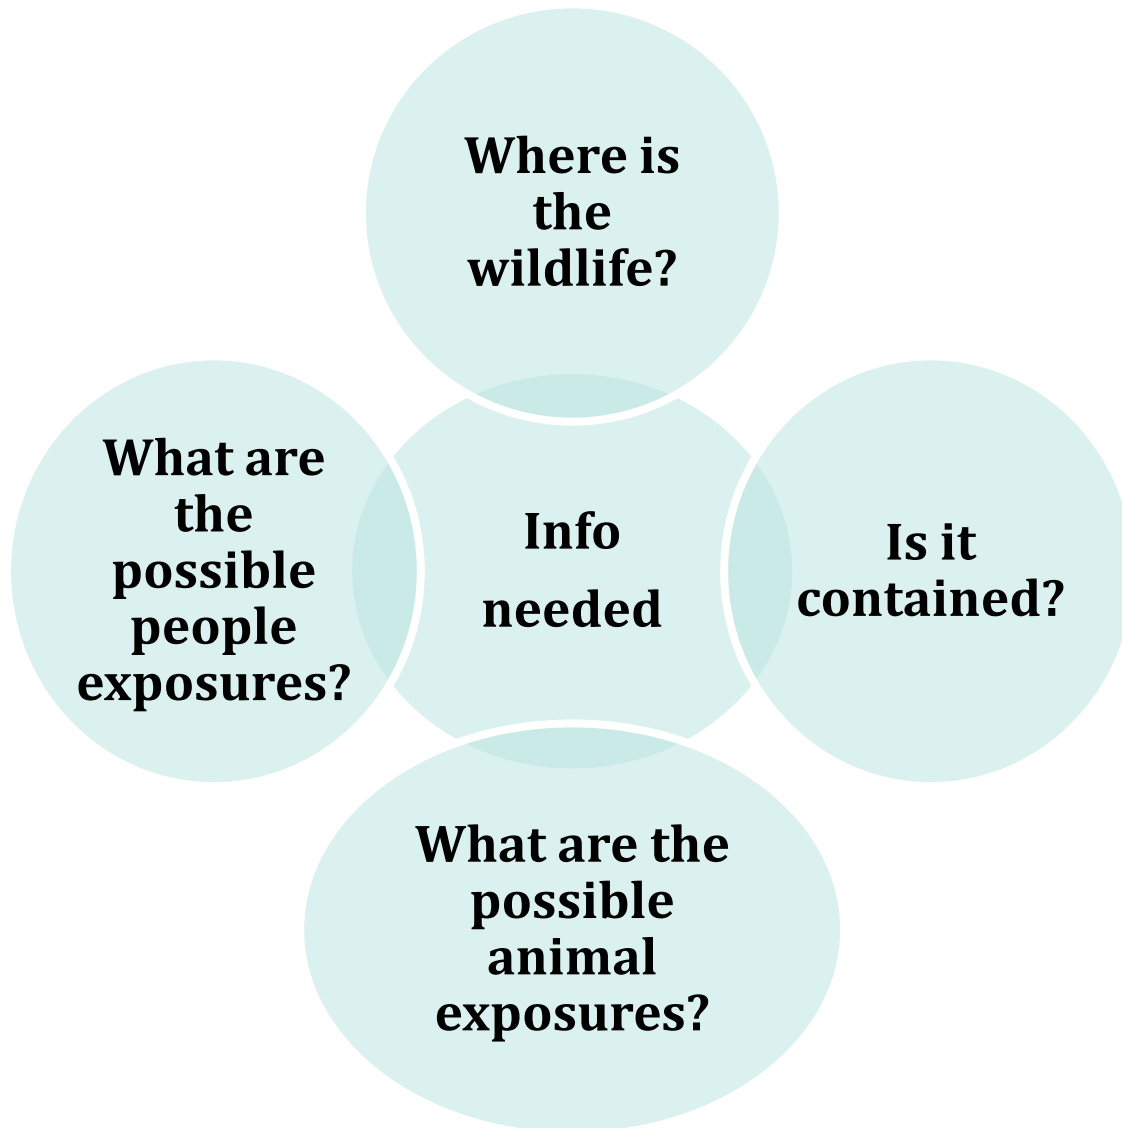 Where is
the
wildlife?
What are
the
possible
people
exposures?
Info
needed
Is it
contained?
What are the
possible
animal
exposures?